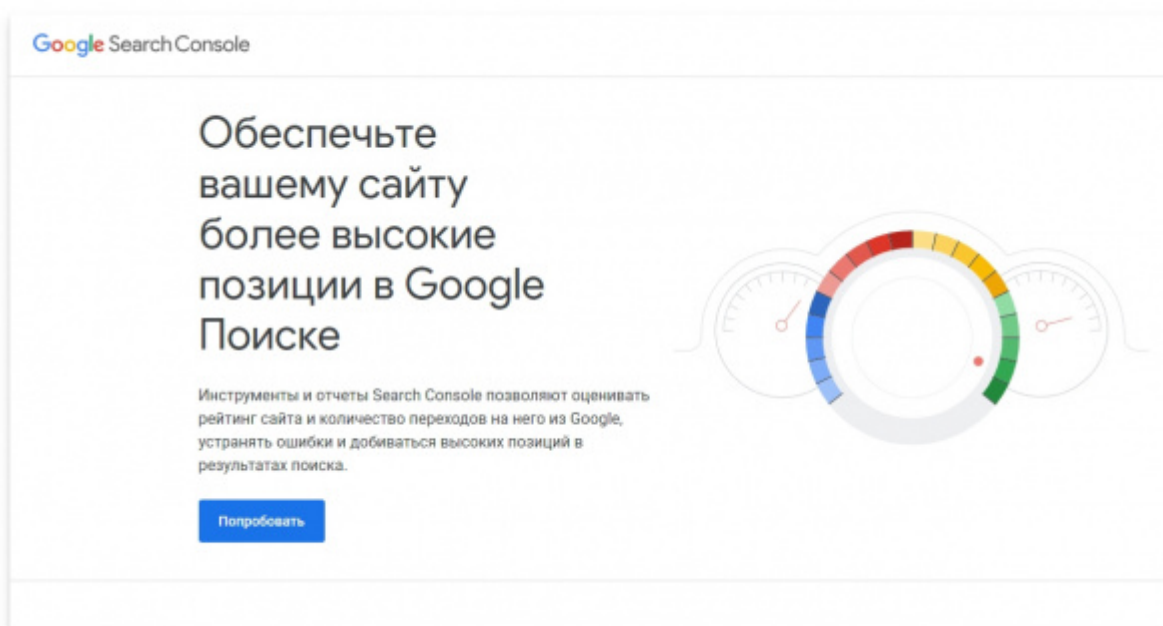 Google Search Console
Обеспечьте
вашему сайту
более высокие
позиции в Google
Поиске
Инструменты и отчеты Search Console позволяют оценивать
рейтинг сайта и количество переходов на него из Google,
устранять ошибки и добиваться высоких позиций в
результатах поиска.
Попробовать